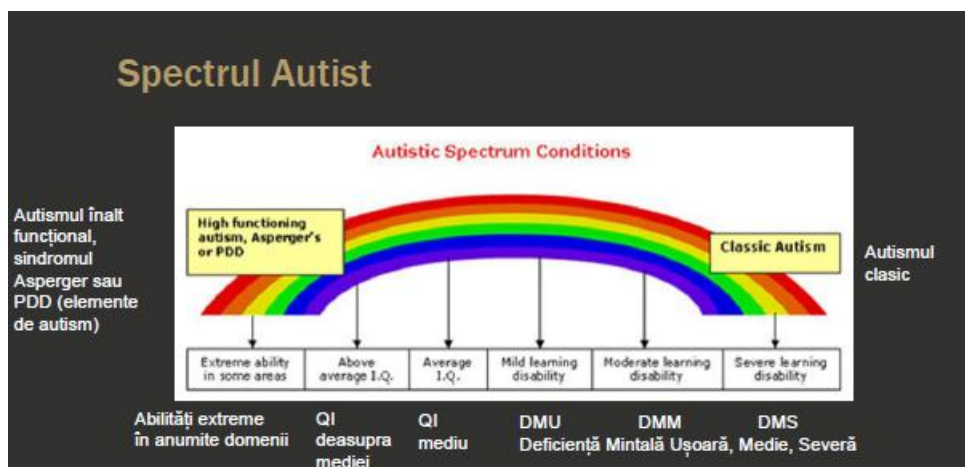 Spectrul Autist
Autistic Spectrum Conditions
Autismul înalt
funcțional,
sindromul
Asperger sau
PDD (elemente
de autism)
High functioning
autism, Asperger's
or PDD
Classic Autism
Autismul
clasic
Extreme ability
in some areas
Above
average I.Q.
Average
I.Q.
Mild learning
disability
Moderate learning
disability
Severe learning
disability
Abilități extreme
în anumite domenii
QI
deasupra
mediei
QI
mediu
DMU DMM DMS
Deficiență Mintală Ușoară, Medie, Severă